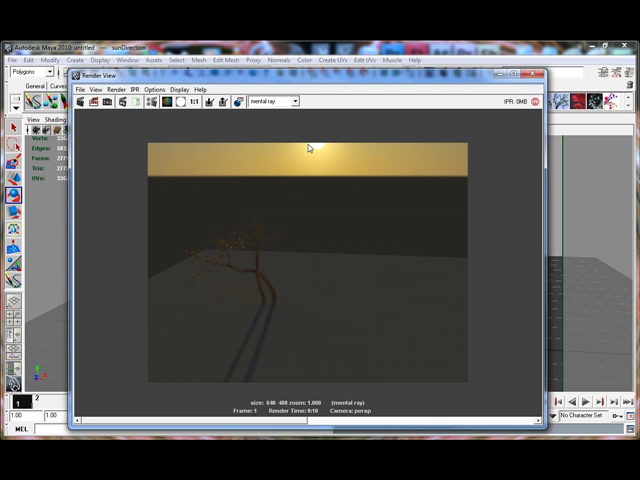 Autodesk Maya 2010: untitled --- sunDirection
File Edit Modify Create Display Window Assets Select Mesh Edit Mesh Proxy Normals Color Create UVs Edit UVs Muscle Help
Polygons
Render View
General Curves
File View Render IPR Options Display Help
1:1 mental ray IPR: 0MB
View Shading
Verts:
Edges:
Faces:
Tris:
UVs:
y
z x
size: 640 480 zoom: 1.000 (mental ray)
Frame: 1 Render Time: 0:10 Camera: persp
1 2
1.00 1.00 No Character Set
MEL